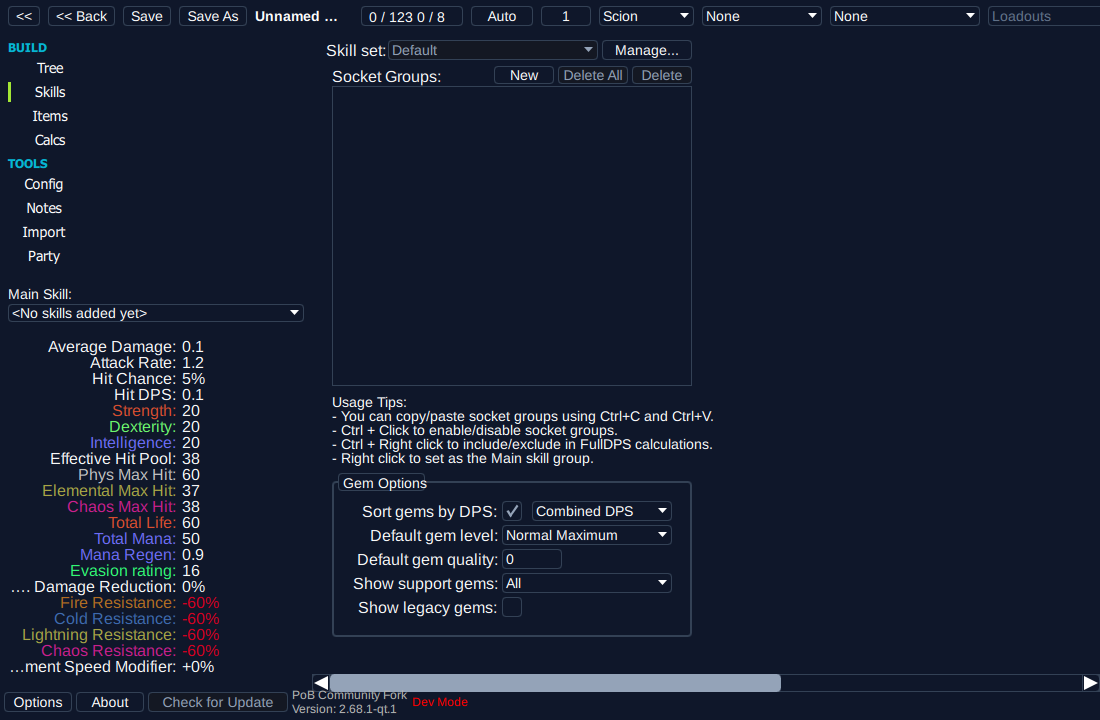 << << Back Save Save As Unnamed ... 0 / 123 0 / 8 Auto 1 Scion None None Loadouts
BUILD
Tree
Skills
Items
Calcs
TOOLS
Config
Notes
Import
Party
Main Skill:
<No skills added yet>
Average Damage: 0.1
Attack Rate: 1.2
Hit Chance: 5%
Hit DPS: 0.1
Strength: 20
Dexterity: 20
Intelligence: 20
Effective Hit Pool: 38
Phys Max Hit: 60
Elemental Max Hit: 37
Chaos Max Hit: 38
Total Life: 60
Total Mana: 50
Mana Regen: 0.9
Evasion rating: 16
.... Damage Reduction: 0%
Fire Resistance: -60%
Cold Resistance: -60%
Lightning Resistance: -60%
Chaos Resistance: -60%
...ment Speed Modifier: +0%
Skill set: Default Manage...
Socket Groups: New Delete All Delete
Usage Tips:
- You can copy/paste socket groups using Ctrl+C and Ctrl+V.
- Ctrl + Click to enable/disable socket groups.
- Ctrl + Right click to include/exclude in FullDPS calculations.
- Right click to set as the Main skill group.
Gem Options
Sort gems by DPS: Combined DPS
Default gem level: Normal Maximum
Default gem quality: 0
Show support gems: All
Show legacy gems:
Options About Check for Update
PoB Community Fork
Version: 2.68.1-qt.1
Dev Mode